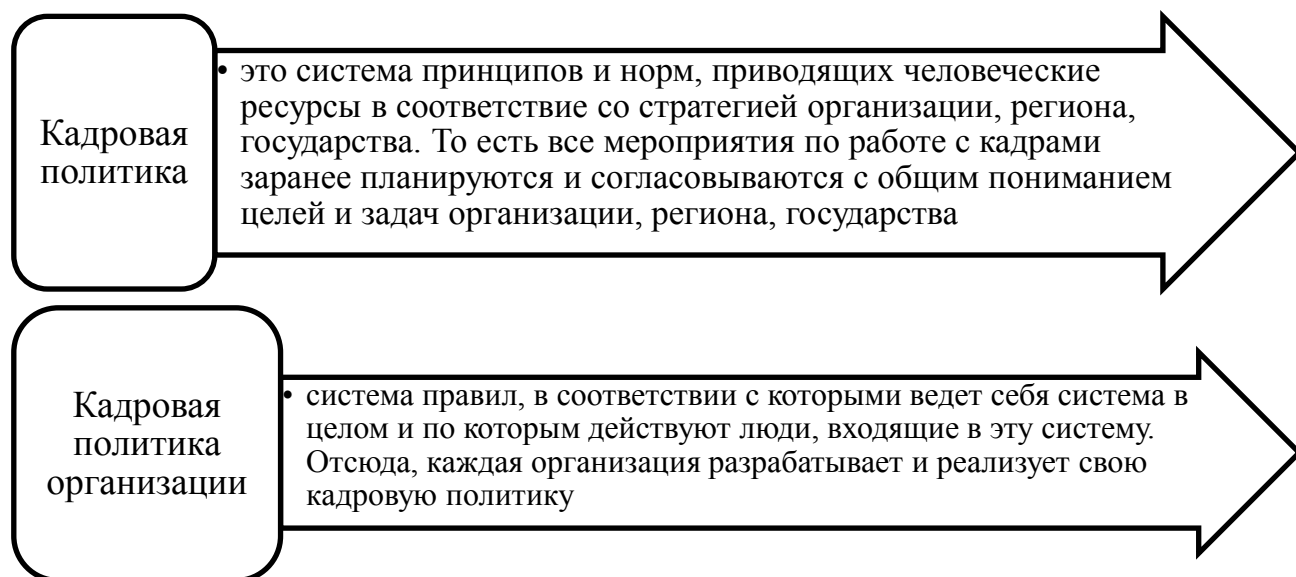 Кадровая
политика
• это система принципов и норм, приводящих человеческие
ресурсы в соответствие со стратегией организации, региона,
государства. То есть все мероприятия по работе с кадрами
заранее планируются и согласовываются с общим пониманием
целей и задач организации, региона, государства
Кадровая
политика
организации
• система правил, в соответствии с которыми ведет себя система в
целом и по которым действуют люди, входящие в эту систему.
Отсюда, каждая организация разрабатывает и реализует свою
кадровую политику